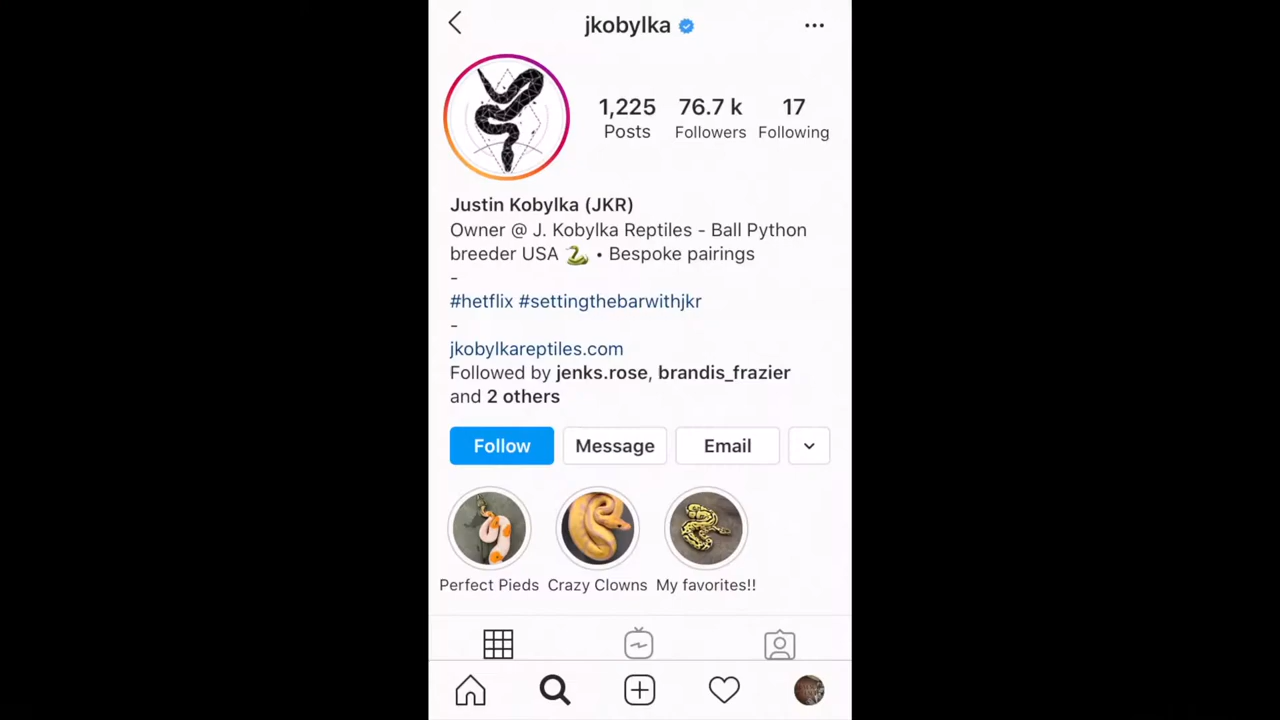 jkobylka
1,225 76.7 k 17
Posts Followers Following
Justin Kobylka (JKR)
Owner @ J. Kobylka Reptiles - Ball Python
breeder USA 🐍 • Bespoke pairings
-
#hetflix #settingthebarwithjkr
-
jkobylkareptiles.com
Followed by jenks.rose, brandis_frazier
and 2 others
Follow Message Email
Perfect Pieds Crazy Clowns My favorites!!